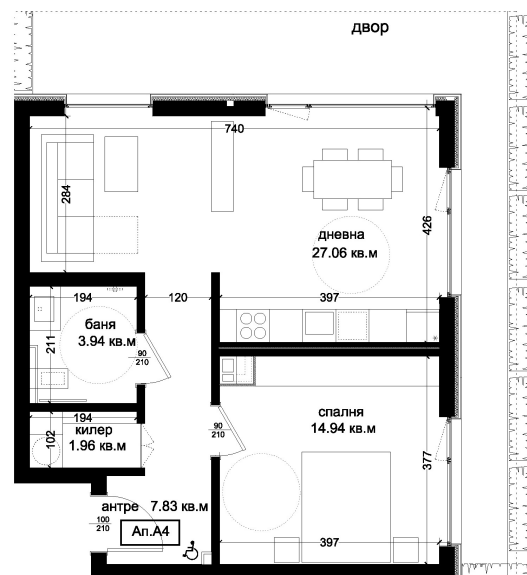 двор
740
284
426
дневна
27.06 кв.м
194
120
397
баня
3.94 кв.м
211
90
210
194
килер
1.96 кв.м
102
90
210
спалня
14.94 кв.м
377
антре 7.83 кв.м
100
210
Ап.А4
397